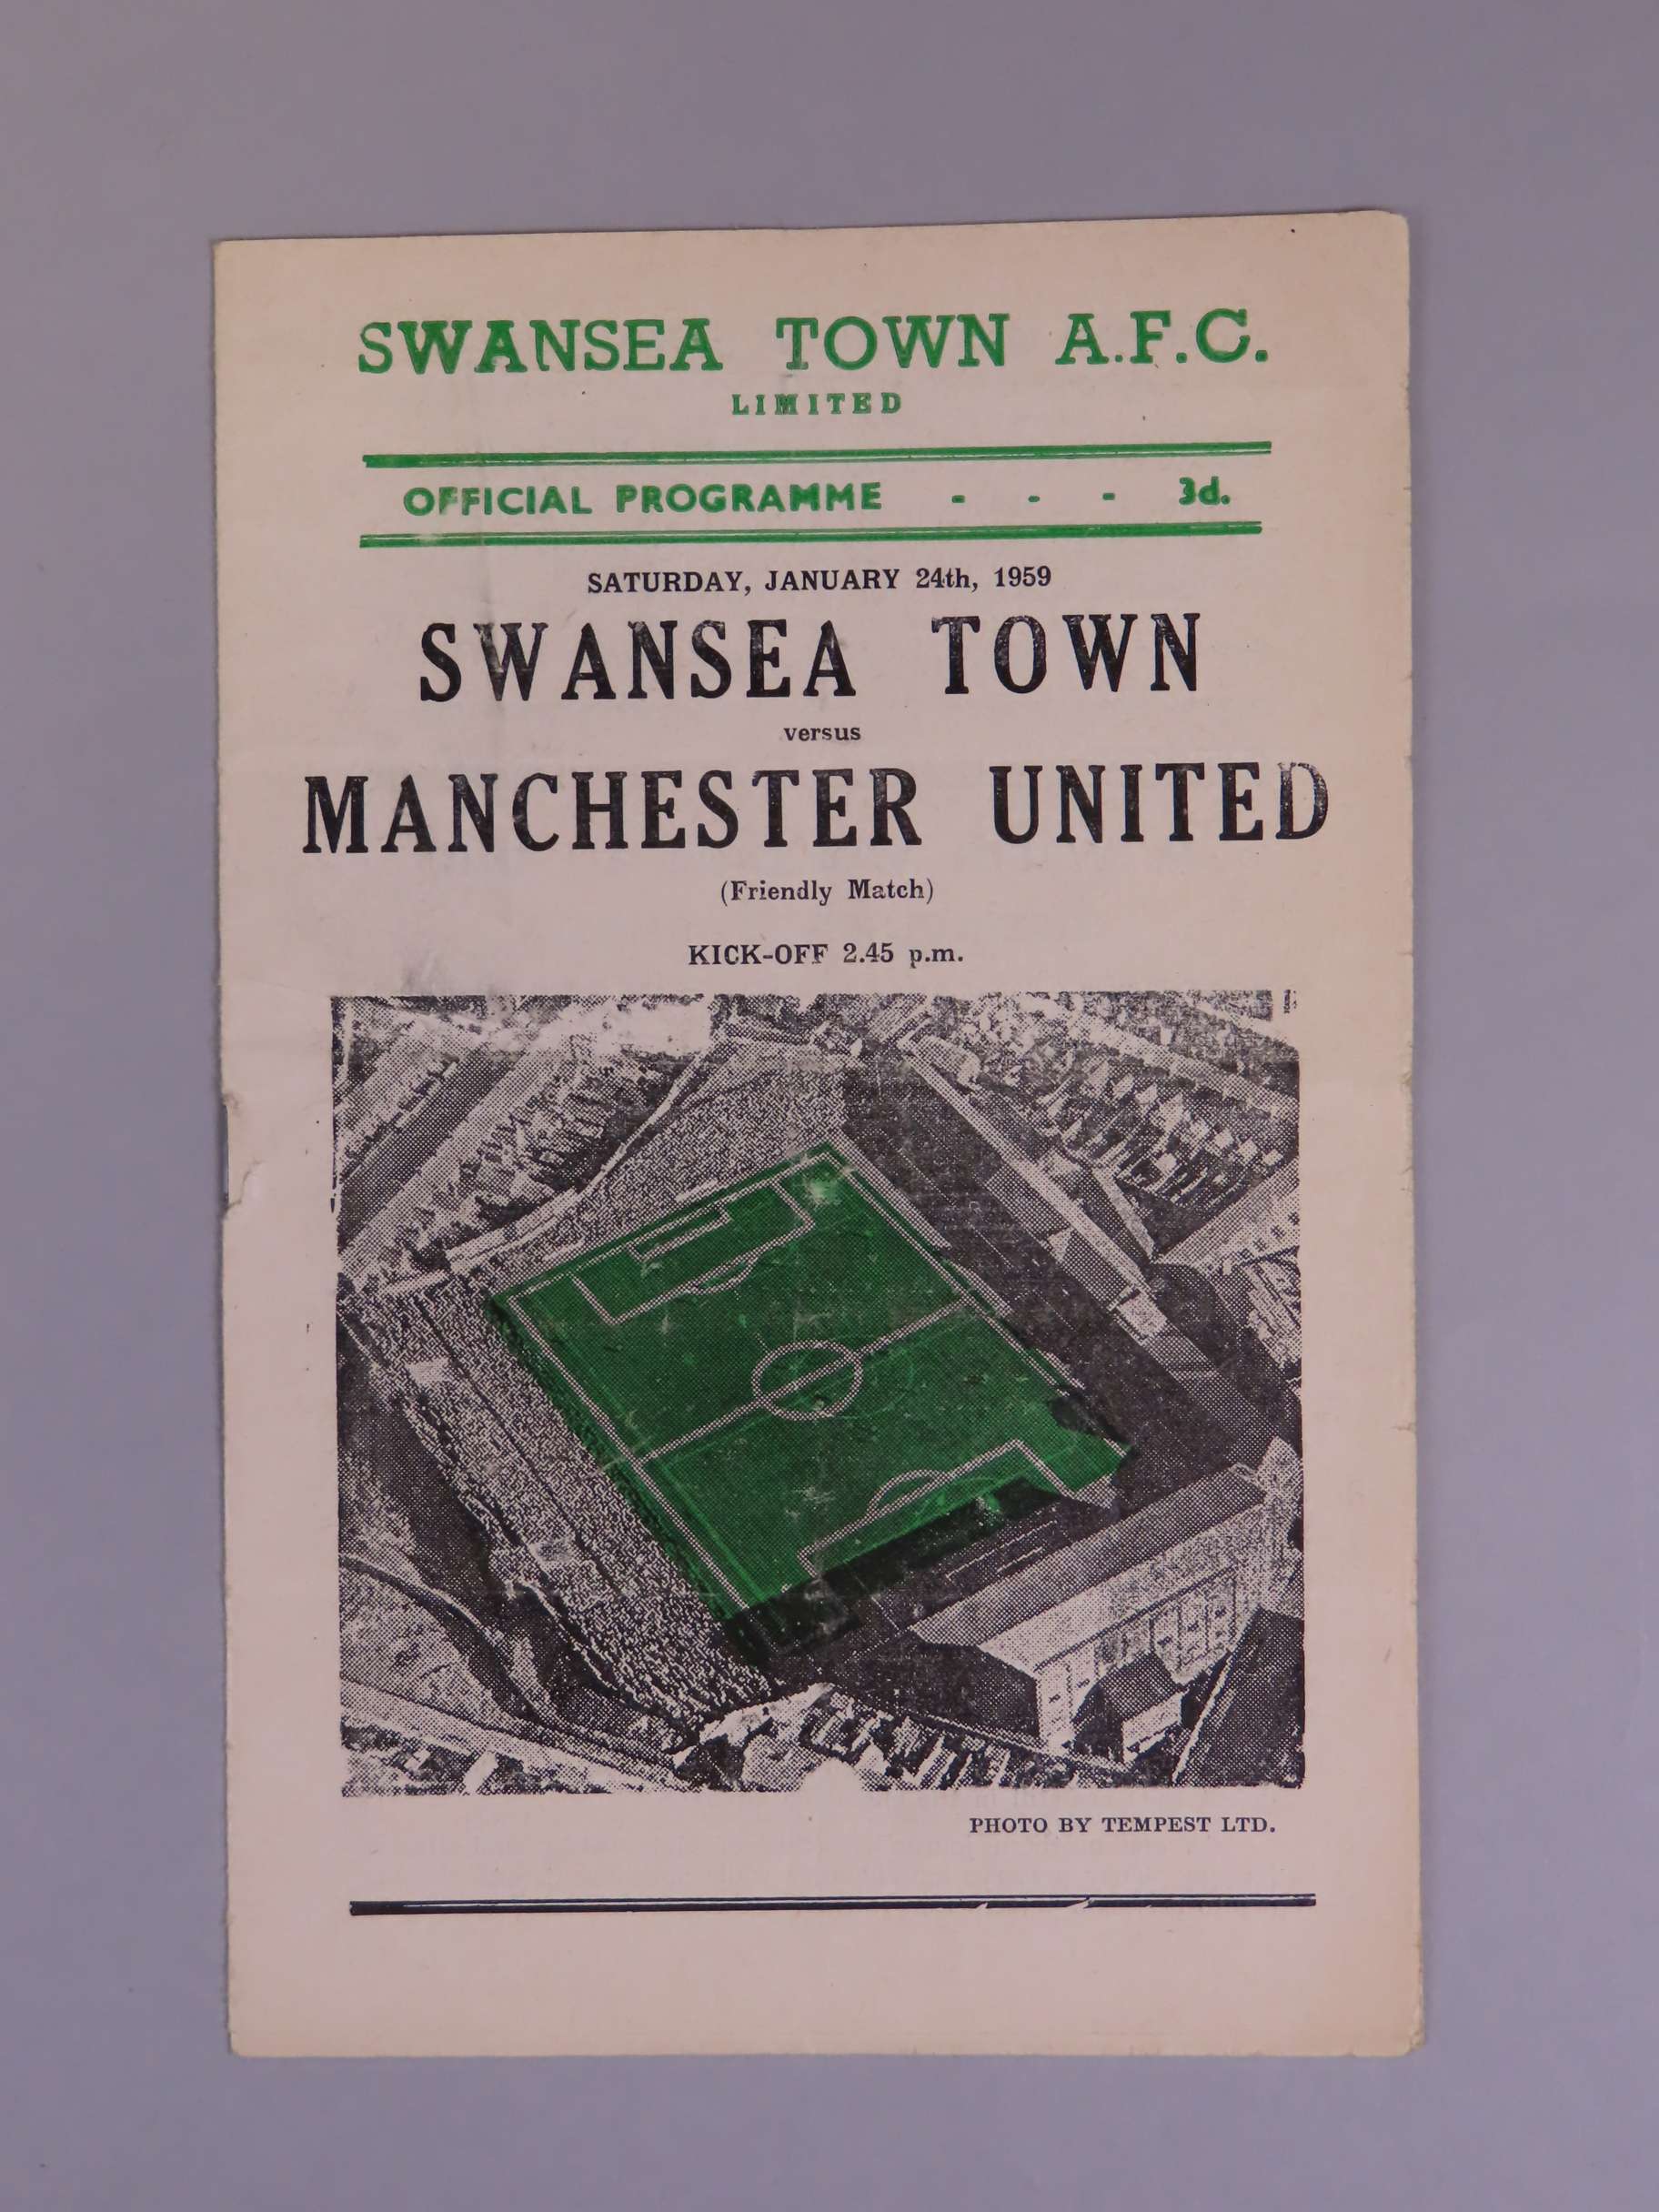 SWANSEA TOWN A.F.C.
LIMITED
OFFICIAL PROGRAMME - - - 3d.
SATURDAY, JANUARY 24th, 1959
SWANSEA TOWN
versus
MANCHESTER UNITED
(Friendly Match)
KICK-OFF 2.45 p.m.
PHOTO BY TEMPEST LTD.